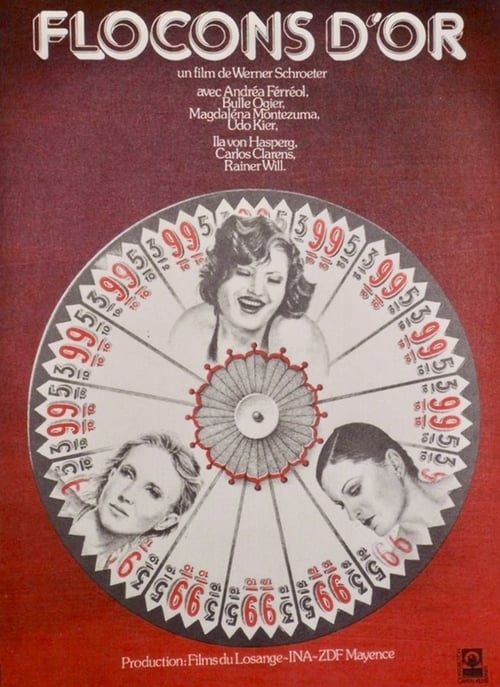 FLOCONS D'OR
un film de Werner Schroeter
avec Andréa Férréol,
Bulle Ogier,
Magdaléna Montezuma,
Udo Kier,
Ila von Hasperg,
Carlos Clarens,
Rainer Will.
Production: Films du Losange-INA-ZDF Mayence